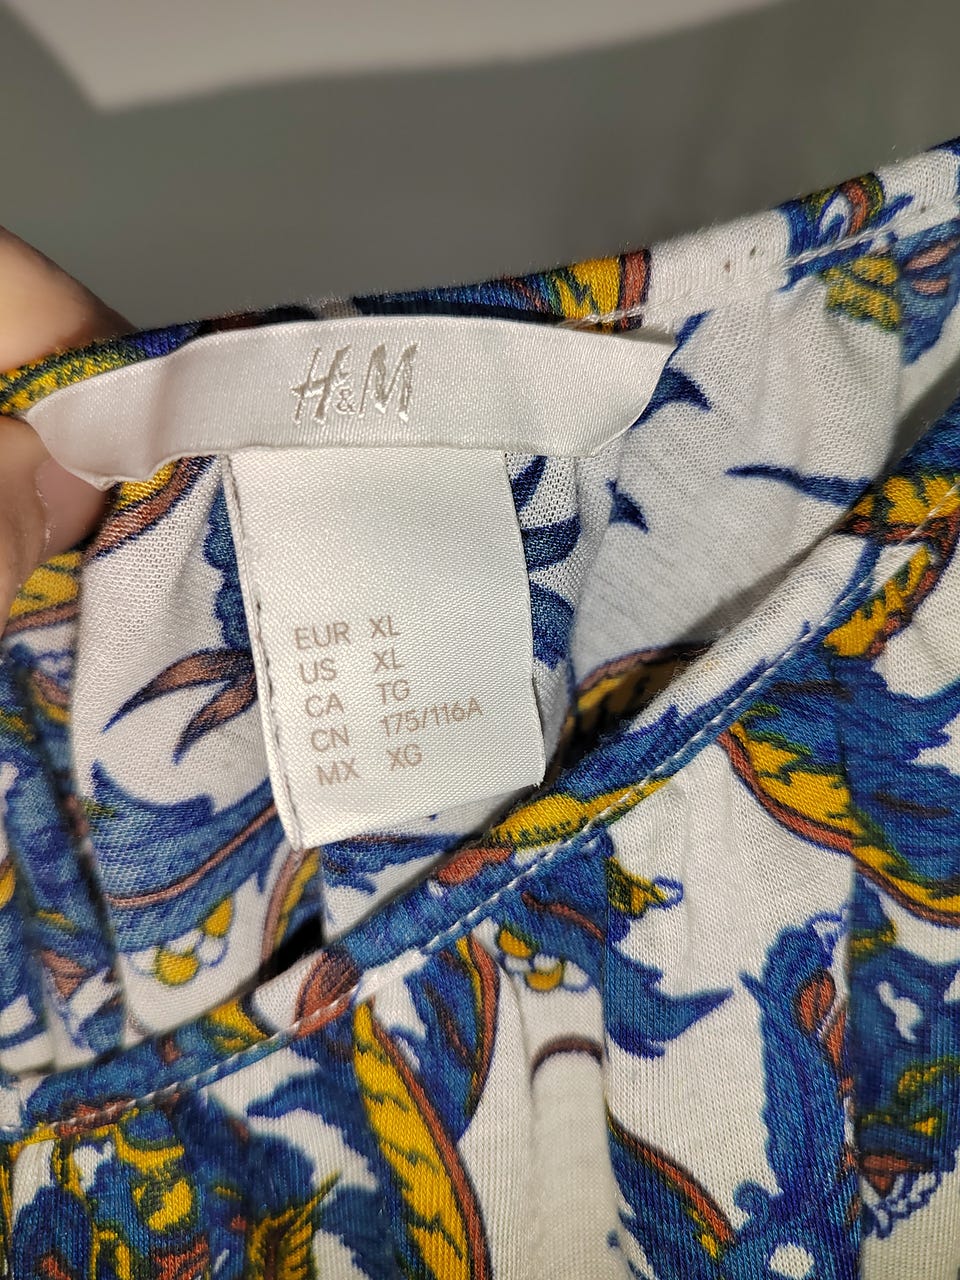 H&M
EUR XL
US XL
CA TG
CN 175/116A
MX XG